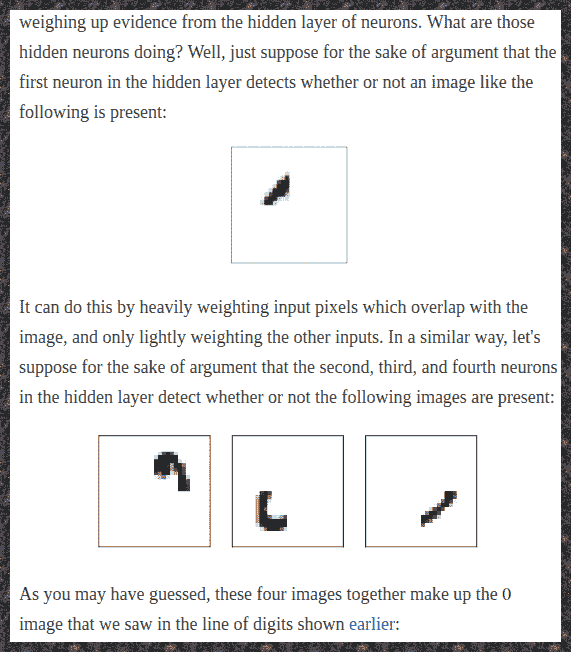 weighing up evidence from the hidden layer of neurons. What are those
hidden neurons doing? Well, just suppose for the sake of argument that the
first neuron in the hidden layer detects whether or not an image like the
following is present:
It can do this by heavily weighting input pixels which overlap with the
image, and only lightly weighting the other inputs. In a similar way, let's
suppose for the sake of argument that the second, third, and fourth neurons
in the hidden layer detect whether or not the following images are present:
As you may have guessed, these four images together make up the 0
image that we saw in the line of digits shown earlier: